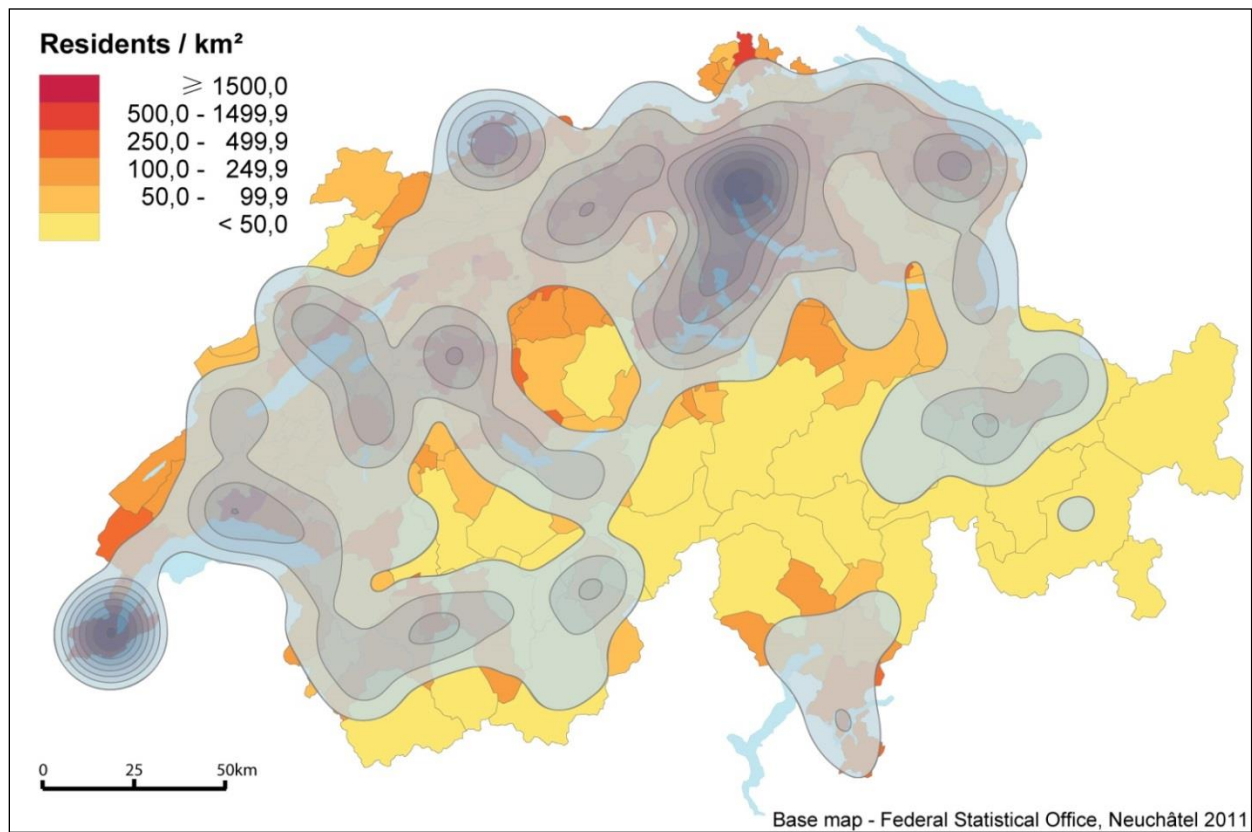 Residents / km²
⩾ 1500,0
500,0 - 1499,9
250,0 - 499,9
100,0 - 249,9
50,0 - 99,9
< 50,0
0 25 50km
Base map - Federal Statistical Office, Neuchâtel 2011